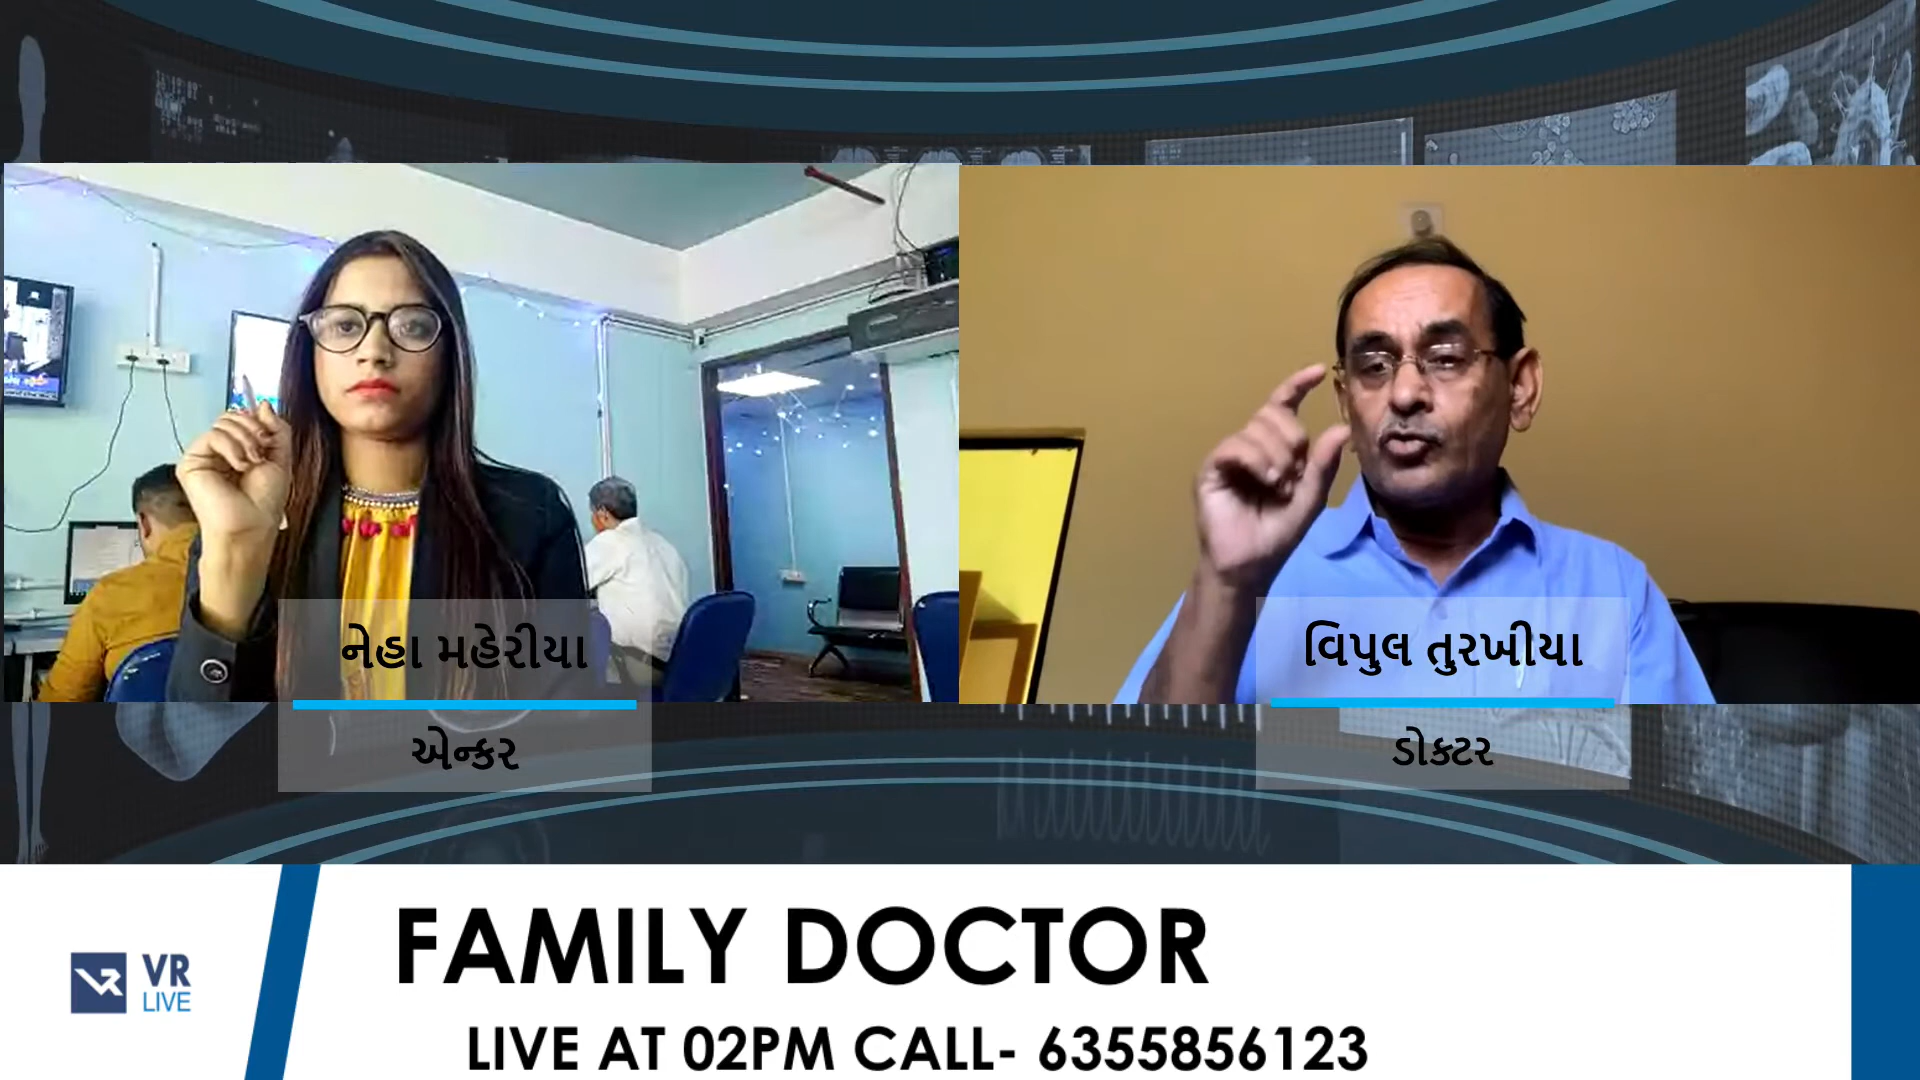 નેહા મહેરીયા
એન્કર
વિપુલ તુરખીયા
ડોક્ટર
VR
LIVE
FAMILY DOCTOR
LIVE AT 02PM CALL- 6355856123